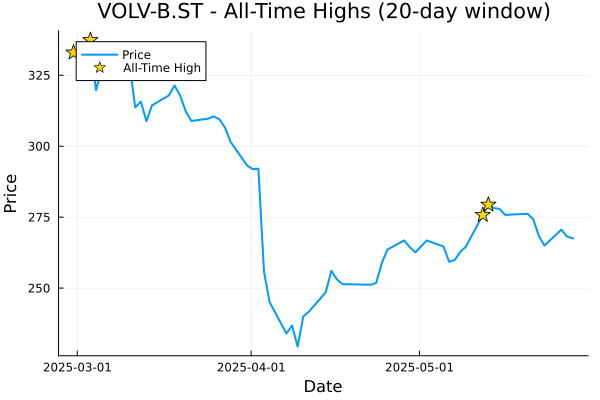 VOLV-B.ST - All-Time Highs (20-day window)
Price
All-Time High
Price
325
300
275
250
2025-03-01
2025-04-01
2025-05-01
Date